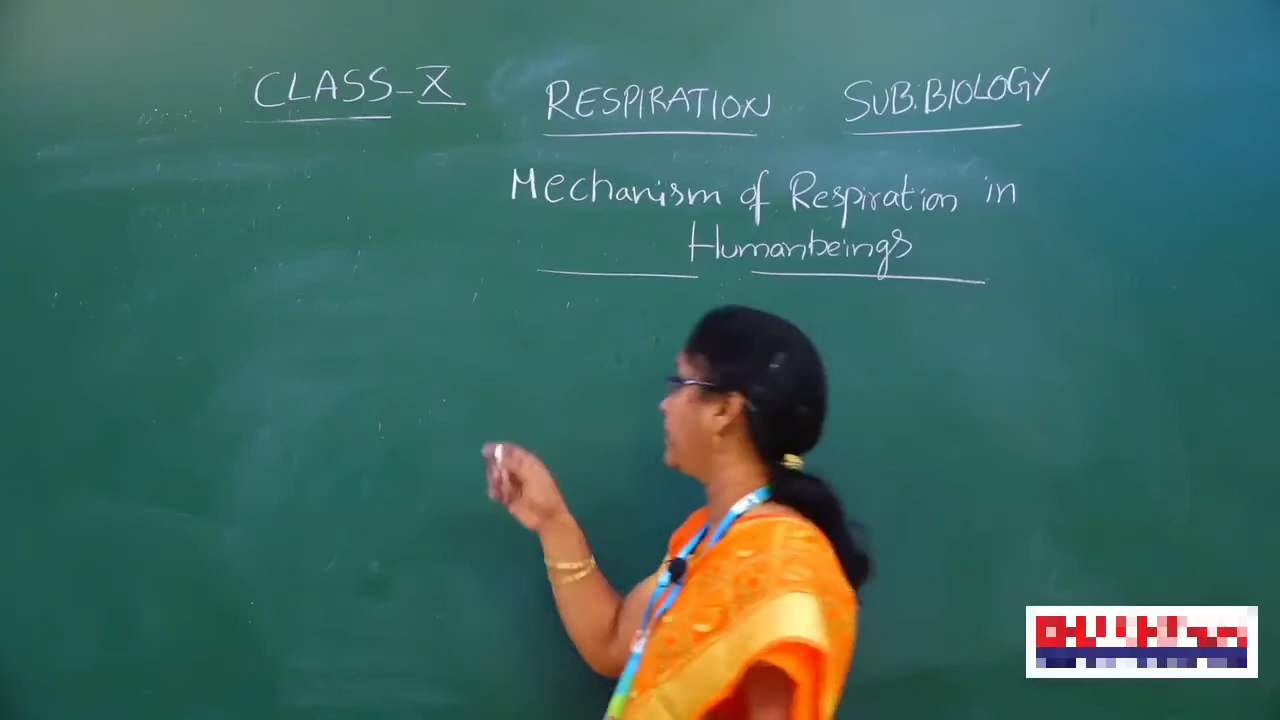 CLASS-X RESPIRATION SUB:BIOLOGY
Mechanism of Respiration in
Humanbeings